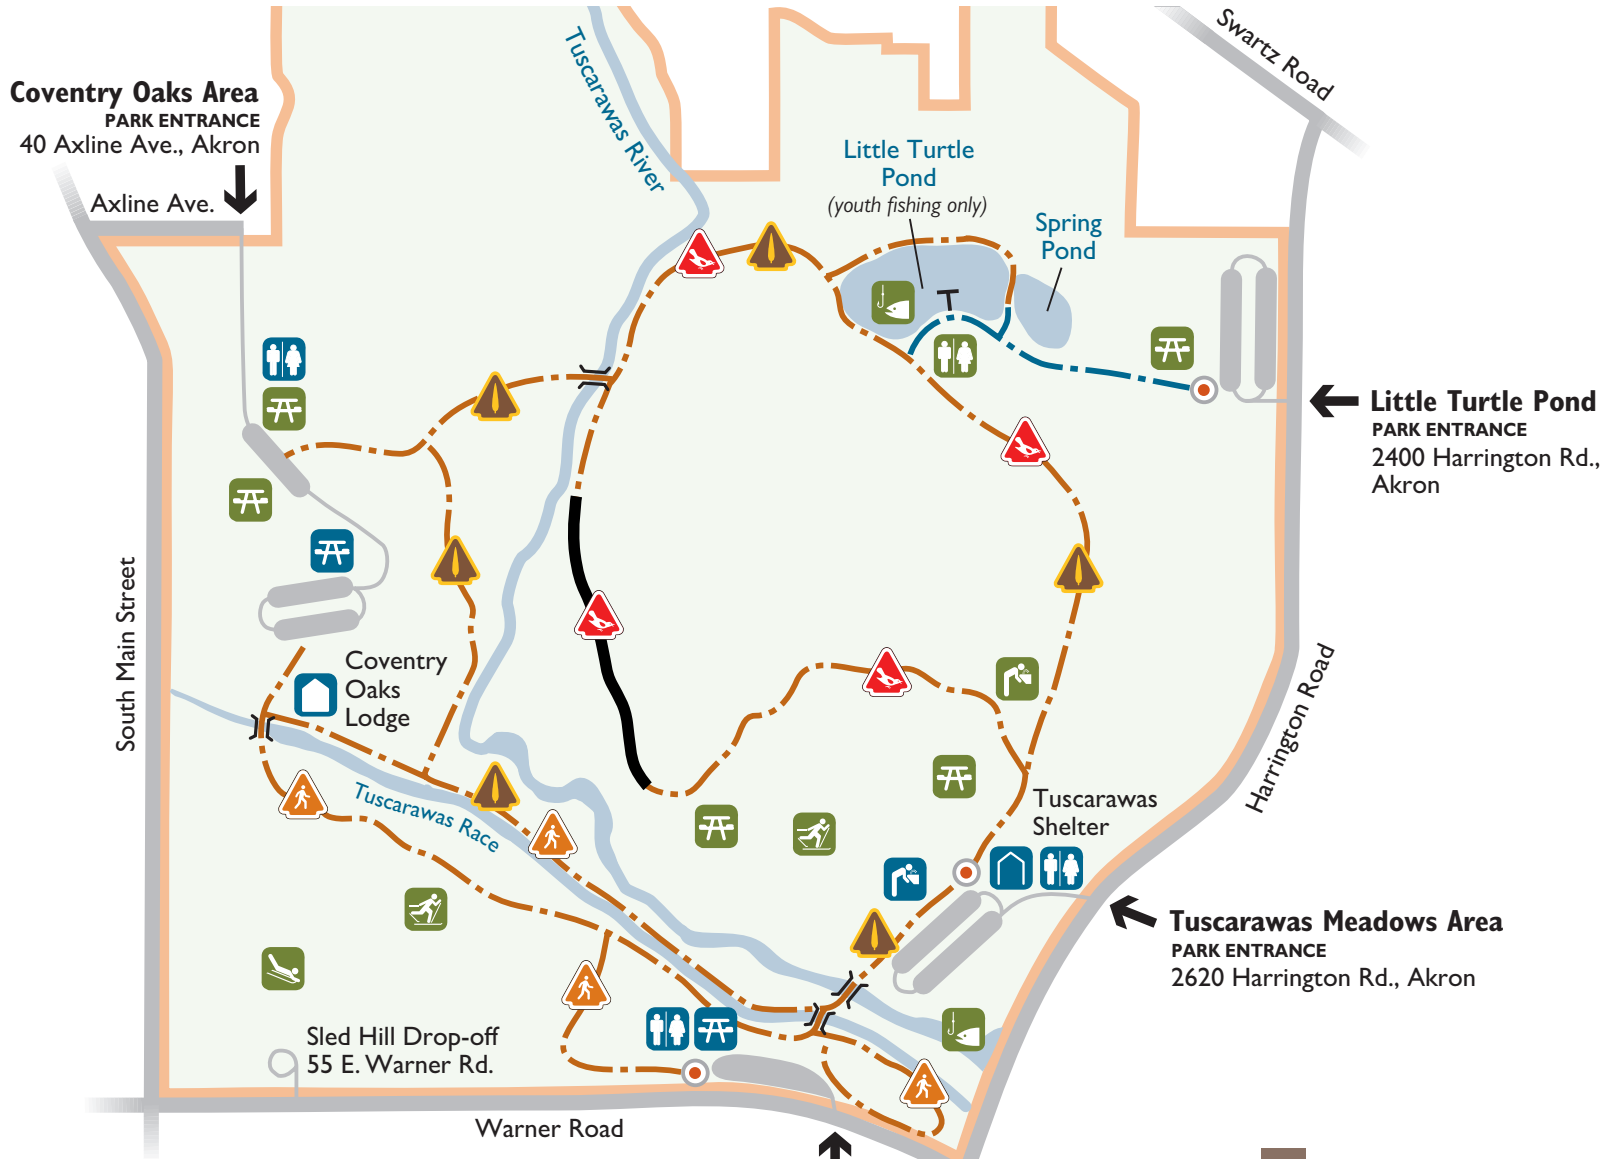 Swartz Road
Coventry Oaks Area
PARK ENTRANCE
40 Axline Ave., Akron
Axline Ave.
Tuscarawas River
Little Turtle
Pond
(youth fishing only)
Spring
Pond
Little Turtle Pond
PARK ENTRANCE
2400 Harrington Rd.,
Akron
South Main Street
Coventry
Oaks
Lodge
Harrington Road
Tuscarawas Race
Tuscarawas
Shelter
Tuscarawas Meadows Area
PARK ENTRANCE
2620 Harrington Rd., Akron
Sled Hill Drop-off
55 E. Warner Rd.
Warner Road